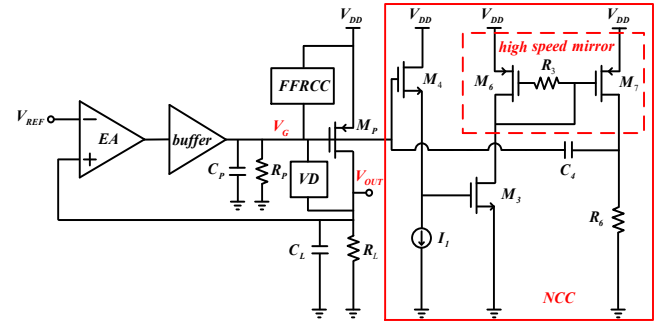 V_DD
V_DD
V_DD
V_DD
high speed mirror
FFRCC
M_4
M_6
R_3
M_7
V_REF
EA
buffer
V_G
M_P
C_P
R_P
VD
V_OUT
C_4
M_3
C_L
R_L
I_1
R_6
NCC